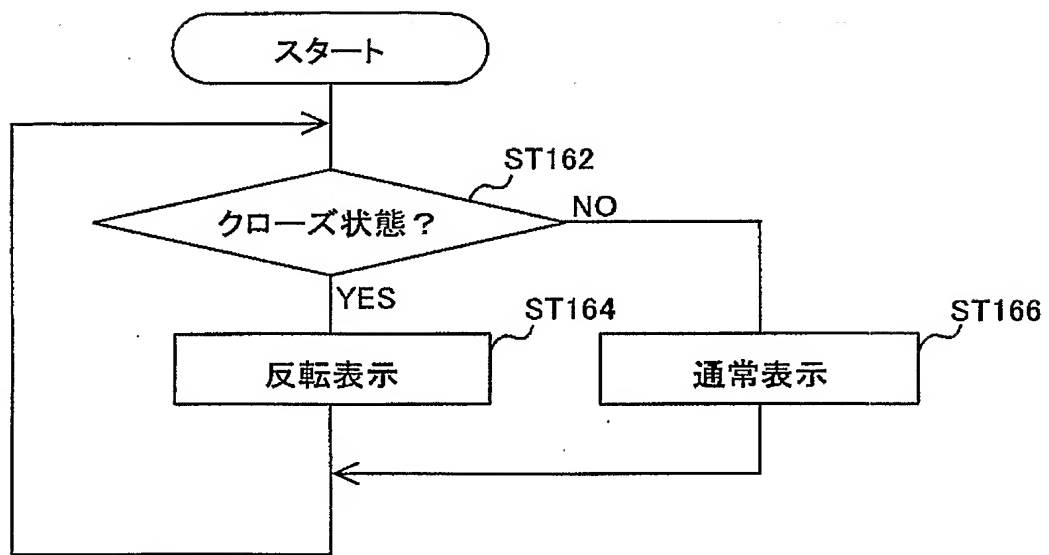 スタート
ST162
クローズ状態？
NO
YES
ST164
ST166
反転表示
通常表示